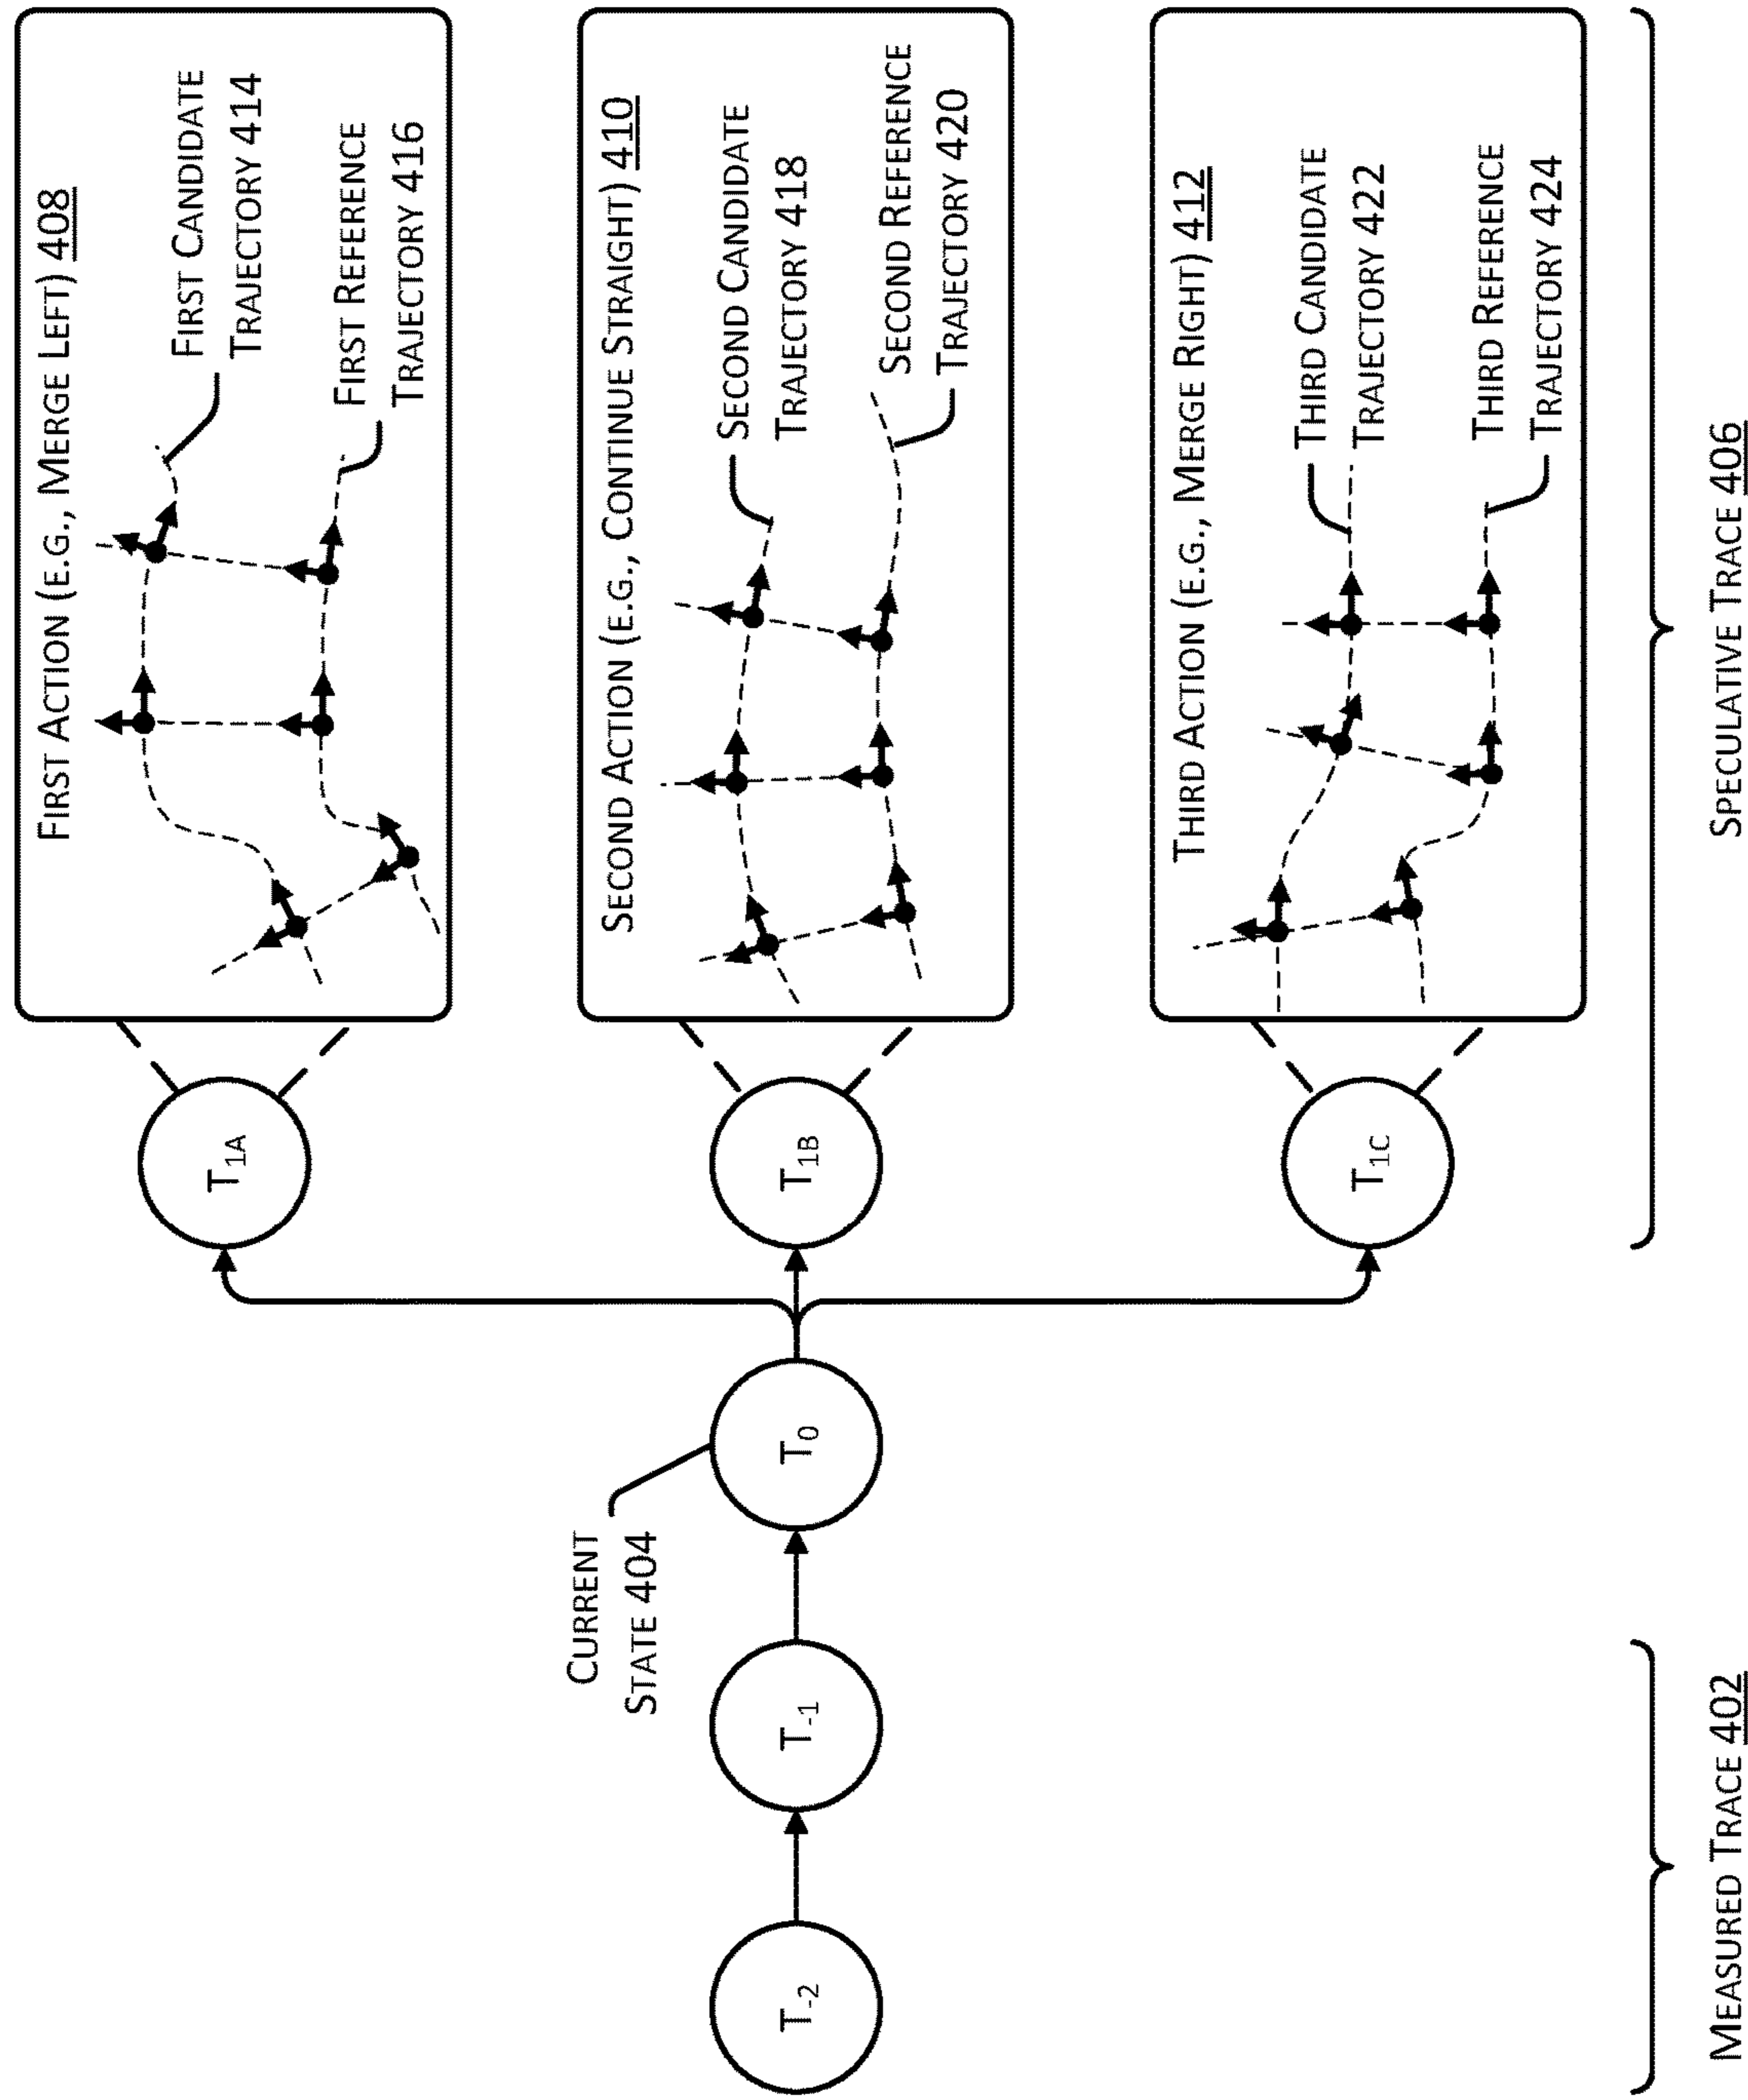 FIRST ACTION (E.G., MERGE LEFT) 408
FIRST CANDIDATE
TRAJECTORY 414
FIRST REFERENCE
TRAJECTORY 416
T1A
SECOND ACTION (E.G., CONTINUE STRAIGHT) 410
SECOND CANDIDATE
TRAJECTORY 418
SECOND REFERENCE
TRAJECTORY 420
CURRENT
STATE 404
T-2
T-1
T0
T1B
THIRD ACTION (E.G., MERGE RIGHT) 412
THIRD CANDIDATE
TRAJECTORY 422
THIRD REFERENCE
TRAJECTORY 424
T1C
MEASURED TRACE 402
SPECULATIVE TRACE 406